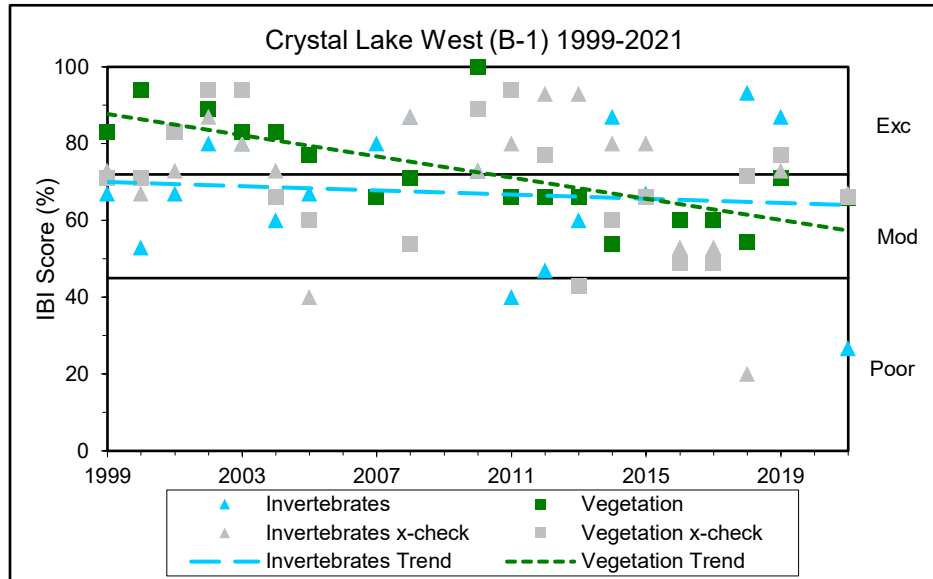 Crystal Lake West (B-1) 1999-2021
100
80
60
40
20
0
IBI Score (%)
Exc
Mod
Poor
1999 2003 2007 2011 2015 2019
Invertebrates Vegetation
Invertebrates x-check Vegetation x-check
Invertebrates Trend Vegetation Trend